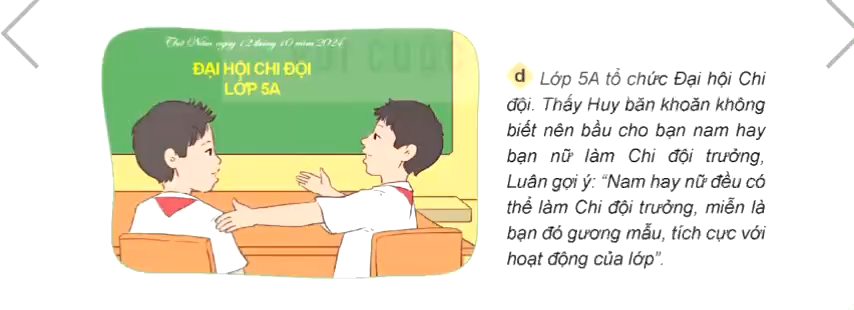 Thứ Năm ngày 12 tháng 10 năm 2024
ĐẠI HỘI CHI ĐỘI
LỚP 5A
d Lớp 5A tổ chức Đại hội Chi
đội. Thấy Huy băn khoăn không
biết nên bầu cho bạn nam hay
bạn nữ làm Chi đội trưởng,
Luân gợi ý: “Nam hay nữ đều có
thể làm Chi đội trưởng, miễn là
bạn đó gương mẫu, tích cực với
hoạt động của lớp”.